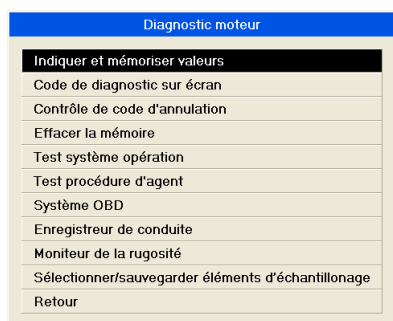 Diagnostic moteur
Indiquer et mémoriser valeurs
Code de diagnostic sur écran
Contrôle de code d'annulation
Effacer la mémoire
Test système opération
Test procédure d'agent
Système OBD
Enregistreur de conduite
Moniteur de la rugosité
Sélectionner/sauvegarder éléments d'échantillonage
Retour